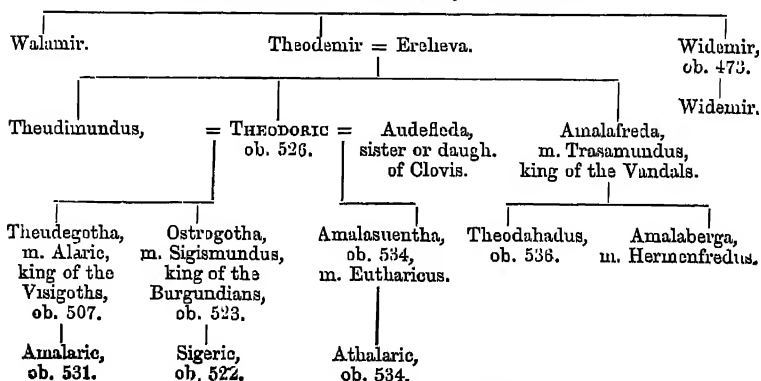 Walamir.
Theodemir = Erelieva.
Widemir,
ob. 473.
Widemir.
Theudimundus,
= THEODORIC =
ob. 526.
Audefleda,
sister or daugh.
of Clovis.
Amalafreda,
m. Trasamundus,
king of the Vandals.
Theudegotha,
m. Alaric,
king of the
Visigoths,
ob. 507.
Ostrogotha,
m. Sigismundus,
king of the
Burgundians,
ob. 523.
Amalasuentha,
ob. 534,
m. Eutharicus.
Theodahadus,
ob. 536.
Amalaberga,
m. Hermenfredus.
Amalaric,
ob. 531.
Sigeric,
ob. 522.
Athalaric,
ob. 534.